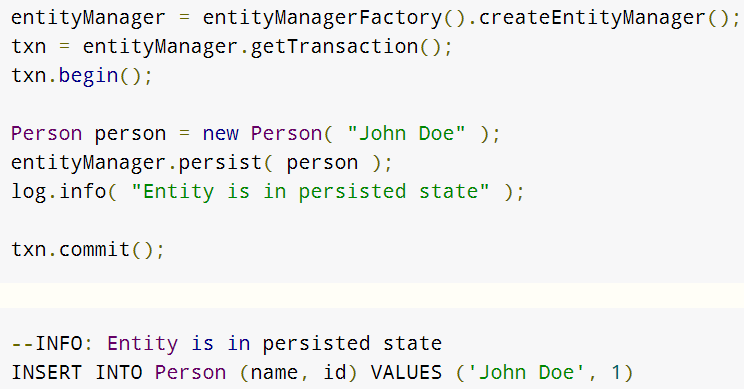 entityManager = entityManagerFactory().createEntityManager();
txn = entityManager.getTransaction();
txn.begin();
Person person = new Person( "John Doe" );
entityManager.persist( person );
log.info( "Entity is in persisted state" );
txn.commit();
--INFO: Entity is in persisted state
INSERT INTO Person (name, id) VALUES ('John Doe', 1)